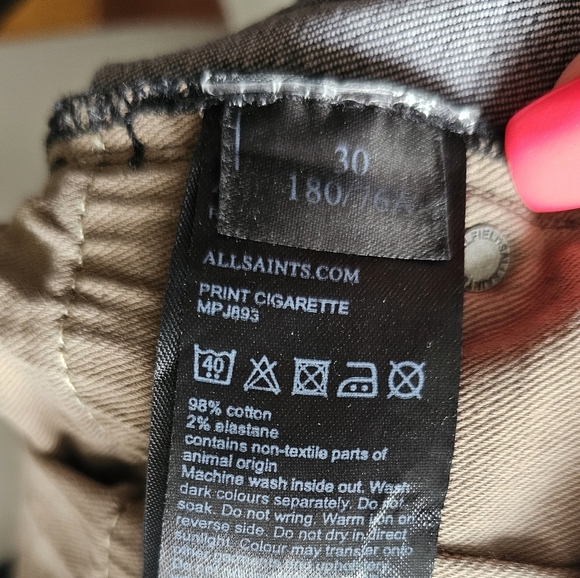 30
180/76A
ALLSAINTS.COM
PRINT CIGARETTE
MPJ893
40
98% cotton
2% elastane
contains non-textile parts of
animal origin
Machine wash inside out. Wash
dark colours separately. Do not
soak. Do not wring. Warm iron on
reverse side. Do not dry in direct
sunlight. Colour may transfer onto